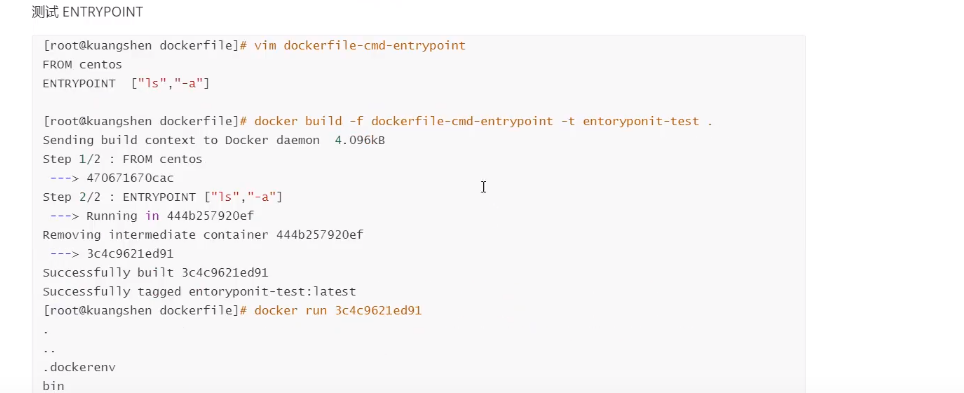 测试 ENTRYPOINT
[root@kuangshen dockerfile]# vim dockerfile-cmd-entrypoint
FROM centos
ENTRYPOINT  ["ls","-a"]
[root@kuangshen dockerfile]# docker build -f dockerfile-cmd-entrypoint -t entoryponit-test .
Sending build context to Docker daemon  4.096kB
Step 1/2 : FROM centos
 ---> 470671670cac
Step 2/2 : ENTRYPOINT ["ls","-a"]
 ---> Running in 444b257920ef
Removing intermediate container 444b257920ef
 ---> 3c4c9621ed91
Successfully built 3c4c9621ed91
Successfully tagged entoryponit-test:latest
[root@kuangshen dockerfile]# docker run 3c4c9621ed91
.
..
.dockerenv
bin